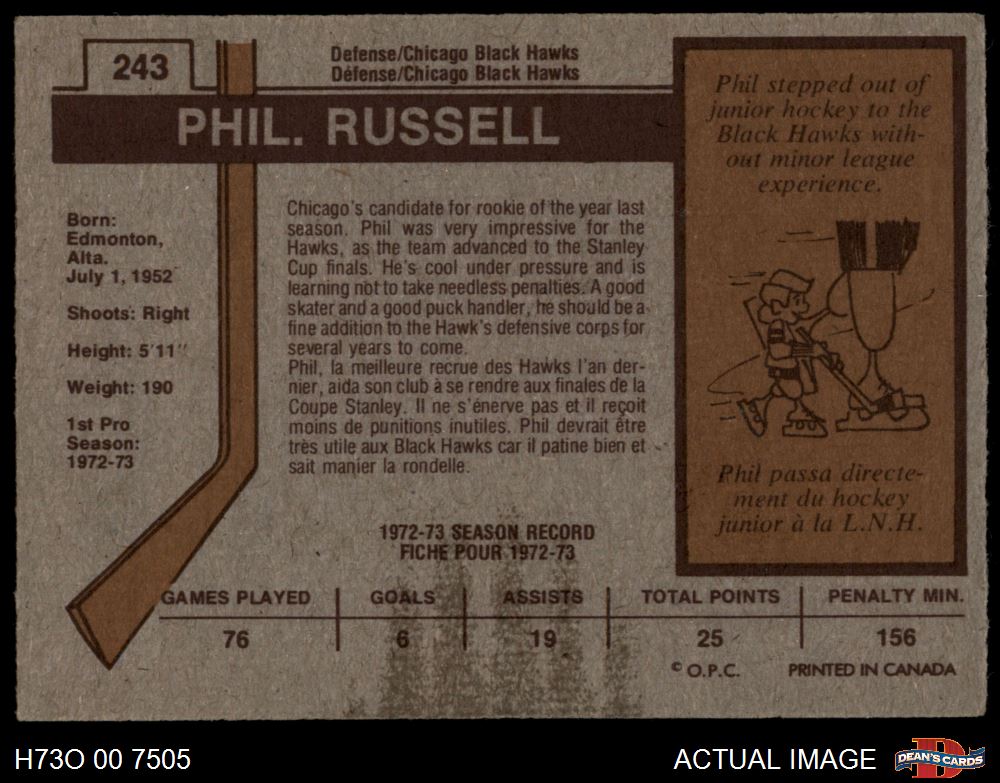 243
Defense/Chicago Black Hawks
Défense/Chicago Black Hawks
PHIL. RUSSELL
Born:
Edmonton,
Alta.
July 1, 1952
Shoots: Right
Height: 5'11"
Weight: 190
1st Pro
Season:
1972-73
Chicago's candidate for rookie of the year last
season. Phil was very impressive for the
Hawks, as the team advanced to the Stanley
Cup finals. He's cool under pressure and is
learning not to take needless penalties. A good
skater and a good puck handler, he should be a
fine addition to the Hawk's defensive corps for
several years to come.
Phil, la meilleure recrue des Hawks l'an der-
nier, aida son club à se rendre aux finales de la
Coupe Stanley. Il ne s'énerve pas et il reçoit
moins de punitions inutiles. Phil devrait être
très utile aux Black Hawks car il patine bien et
sait manier la rondelle.
Phil stepped out of
junior hockey to the
Black Hawks with-
out minor league
experience.
Phil passa directe-
ment du hockey
junior à la L.N.H.
1972-73 SEASON RECORD
FICHE POUR 1972-73
GAMES PLAYED GOALS ASSISTS TOTAL POINTS PENALTY MIN.
76 6 19 25 156
© O.P.C. PRINTED IN CANADA
H73O 00 7505
ACTUAL IMAGE
D
DEAN'S CARDS